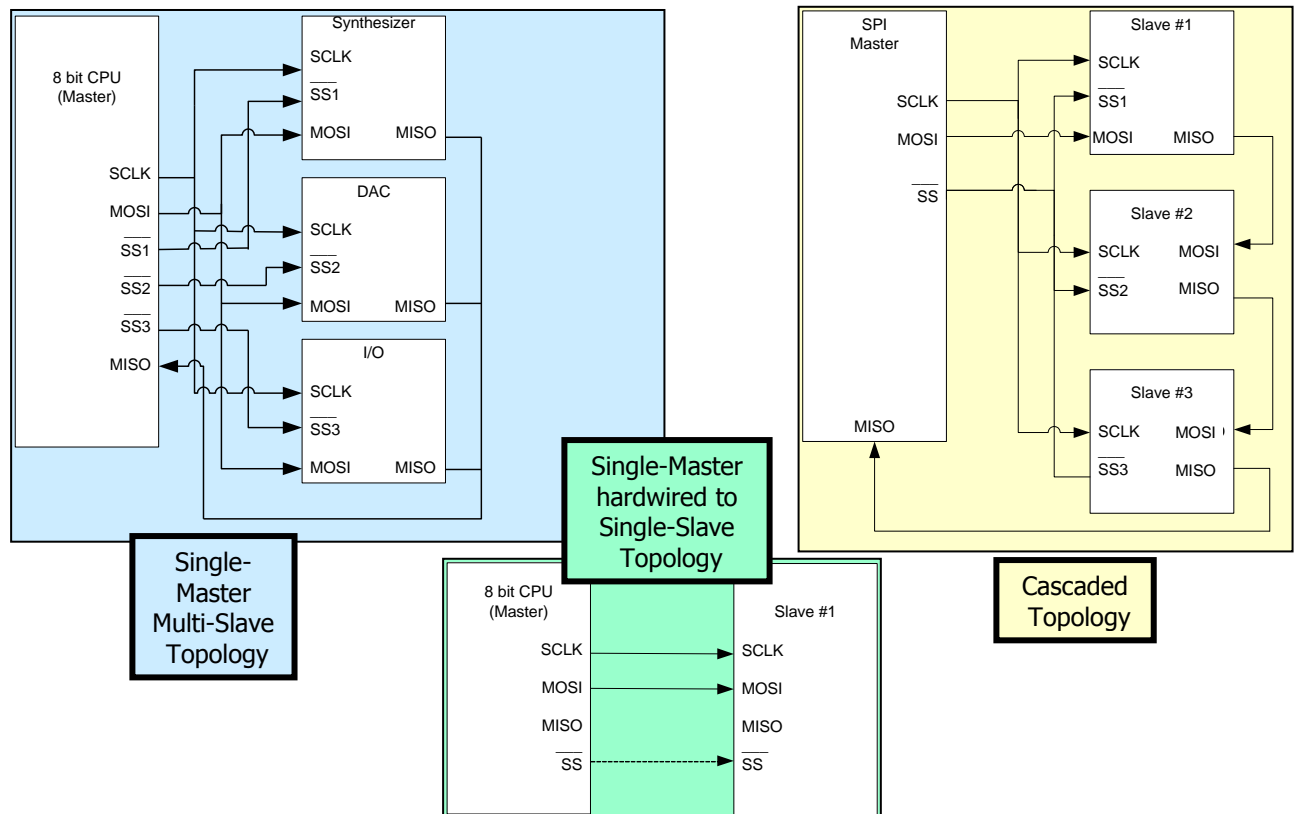 Synthesizer
SCLK
SS1
MOSI MISO
8 bit CPU
(Master)
SCLK
MOSI
SS1
SS2
SS3
MISO
DAC
SCLK
SS2
MOSI MISO
I/O
SCLK
SS3
MOSI MISO
Single-
Master
Multi-Slave
Topology
Single-Master
hardwired to
Single-Slave
Topology
8 bit CPU
(Master)
SCLK
MOSI
MISO
SS
Slave #1
SCLK
MOSI
MISO
SS
SPI
Master
SCLK
MOSI
SS
MISO
Slave #1
SCLK
SS1
MOSI MISO
Slave #2
SCLK MOSI
SS2 MISO
Slave #3
SCLK MOSI
SS3 MISO
Cascaded
Topology